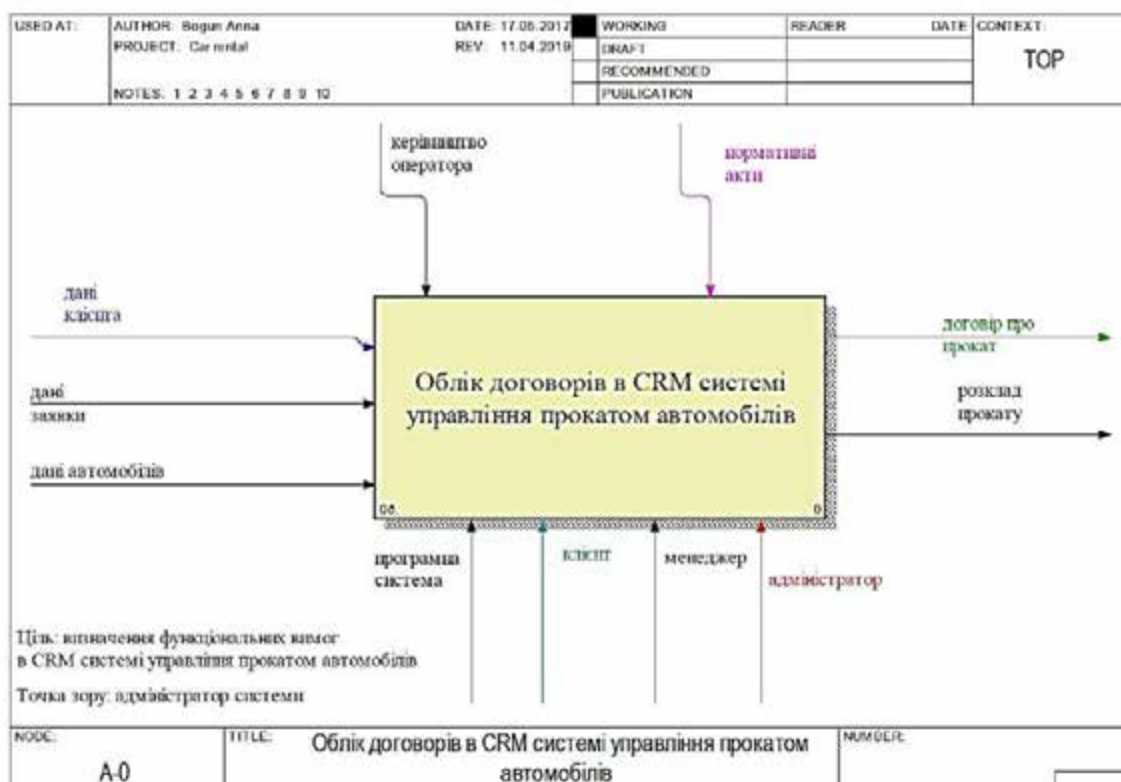 USED AT:
AUTHOR: Bogun Anna
DATE: 17.05.2017
WORKING
READER
DATE
CONTEXT:
PROJECT: Car rental
REV: 11.04.2019
DRAFT
TOP
RECOMMENDED
NOTES: 1 2 3 4 5 6 7 8 9 10
PUBLICATION
керівництво
оператора
нормативні
акти
дані
клієнта
договір про
прокат
Облік договорів в CRM системі
управління прокатом автомобілів
дані
розклад
прокату
дані автомобілів
0
програмна
система
клієнт
менеджер
адміністратор
Ціль: визначення функціональних вимог
в CRM системі управління прокатом автомобілів
Точка зору: адміністратор системи
NODE:
TITLE:
Облік договорів в CRM системі управління прокатом
автомобілів
NUMBER:
A-0